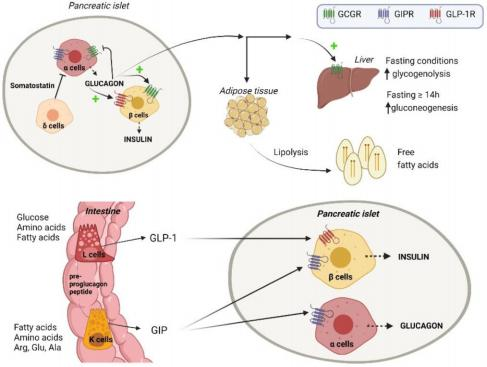 Pancreatic islet
GCGR GIPR GLP-1R
α cells
GLUCAGON
Somatostatin
δ cells
β cells
INSULIN
+
+
+
Liver
Fasting conditions
glycogenolysis
Fasting ≥ 14h
gluconeogenesis
Adipose tissue
Lipolysis
Free
fatty acids
Intestine
Glucose
Amino acids
Fatty acids
L cells
GLP-1
pre-
proglucagon
peptide
Fatty acids
Amino acids
Arg, Glu, Ala
K cells
GIP
Pancreatic islet
β cells
INSULIN
α cells
GLUCAGON